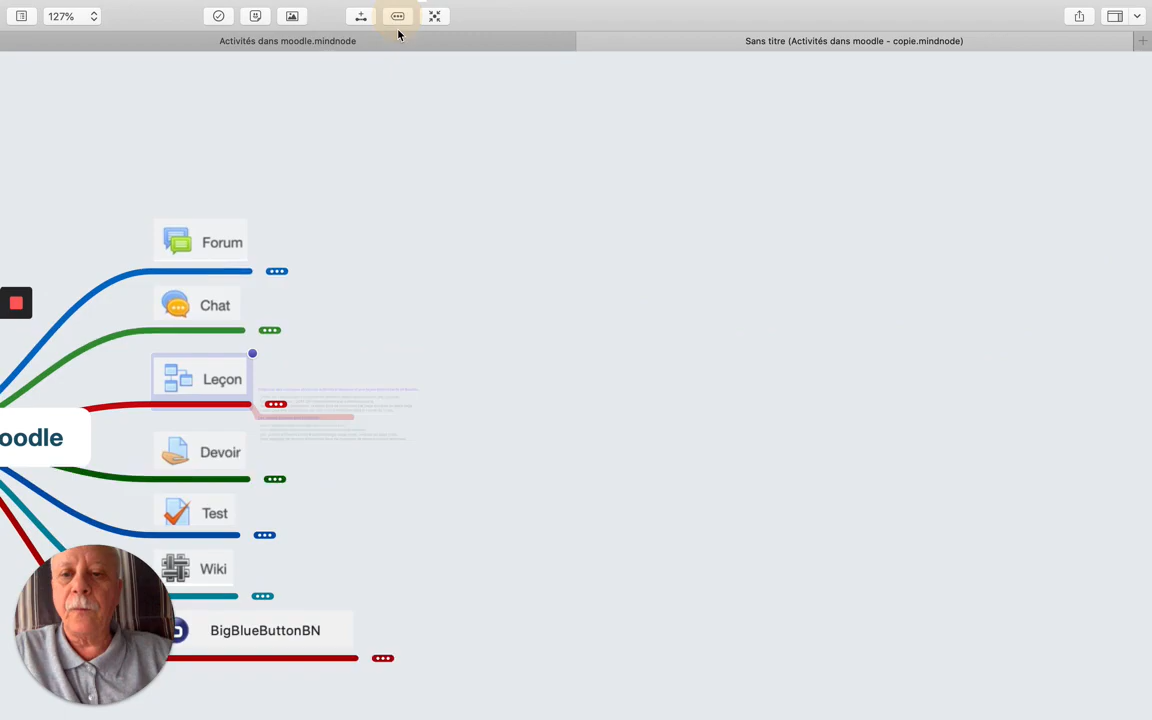 127%
Activités dans moodle.mindnode
Sans titre (Activités dans moodle - copie.mindnode)
Forum
Chat
Leçon
oodle
Devoir
Test
Wiki
BigBlueButtonBN